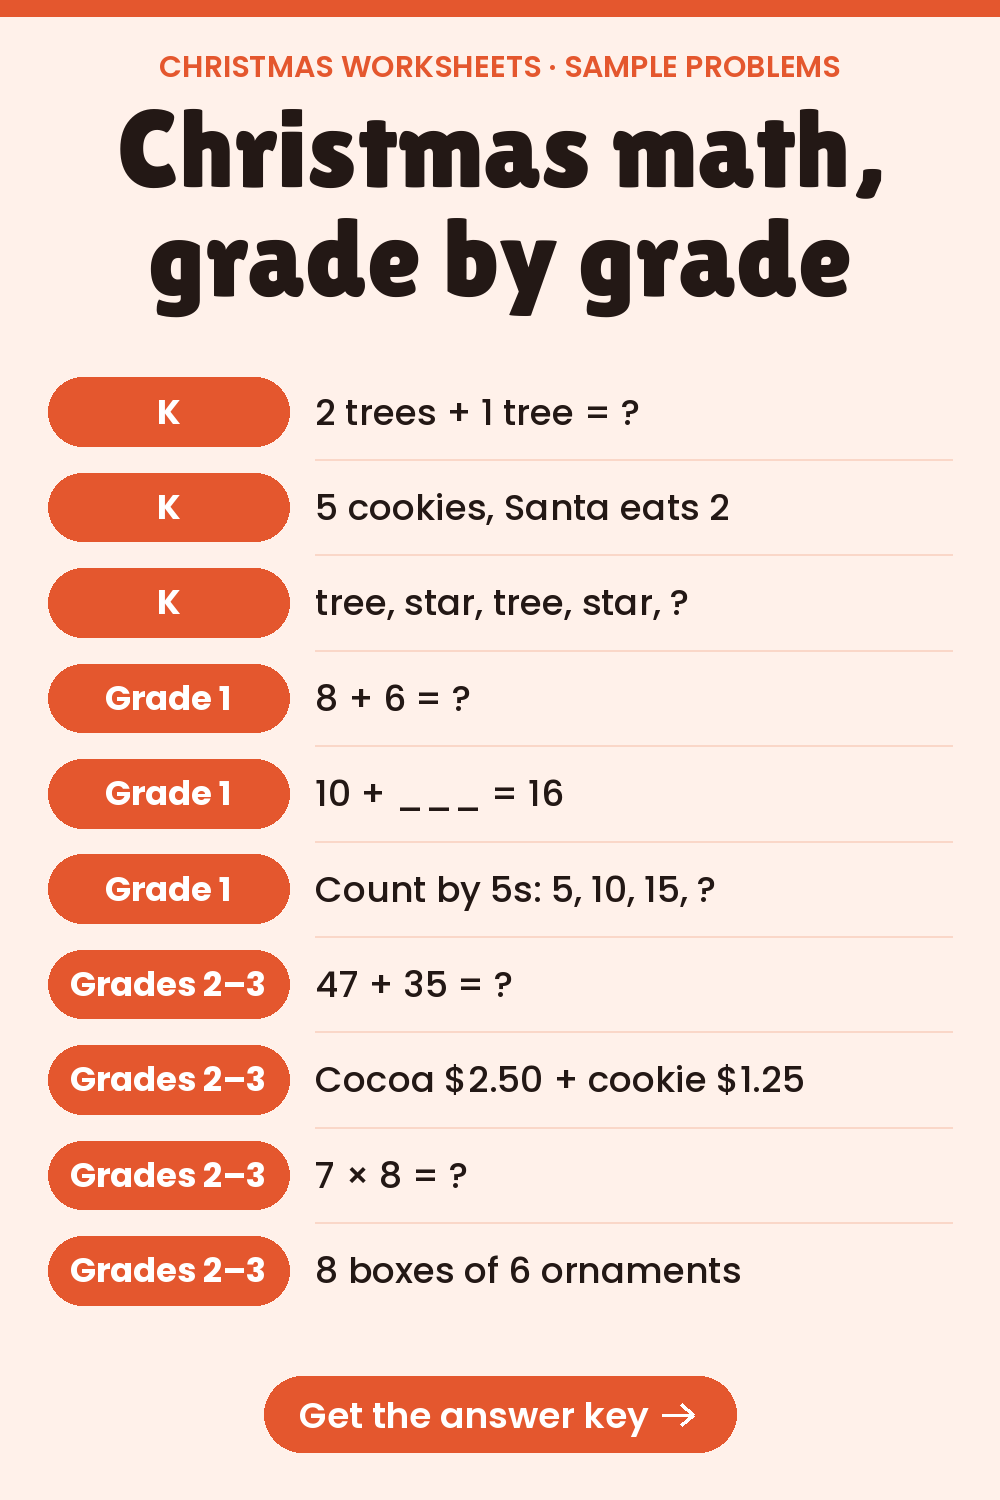 CHRISTMAS WORKSHEETS · SAMPLE PROBLEMS
Christmas math,
grade by grade
K 2 trees + 1 tree = ?
K 5 cookies, Santa eats 2
K tree, star, tree, star, ?
Grade 1 8 + 6 = ?
Grade 1 10 + _ _ _ = 16
Grade 1 Count by 5s: 5, 10, 15, ?
Grades 2–3 47 + 35 = ?
Grades 2–3 Cocoa $2.50 + cookie $1.25
Grades 2–3 7 × 8 = ?
Grades 2–3 8 boxes of 6 ornaments
Get the answer key →